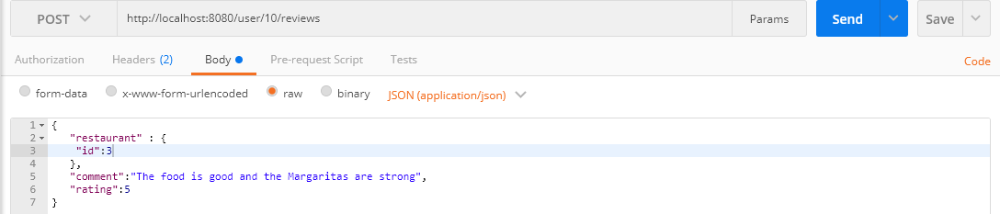 POST http://localhost:8080/user/10/reviews Params Send Save
Authorization Headers (2) Body Pre-request Script Tests Code
form-data x-www-form-urlencoded raw binary JSON (application/json)
1 {
2 "restaurant" : {
3 "id":3
4 },
5 "comment":"The food is good and the Margaritas are strong",
6 "rating":5
7 }